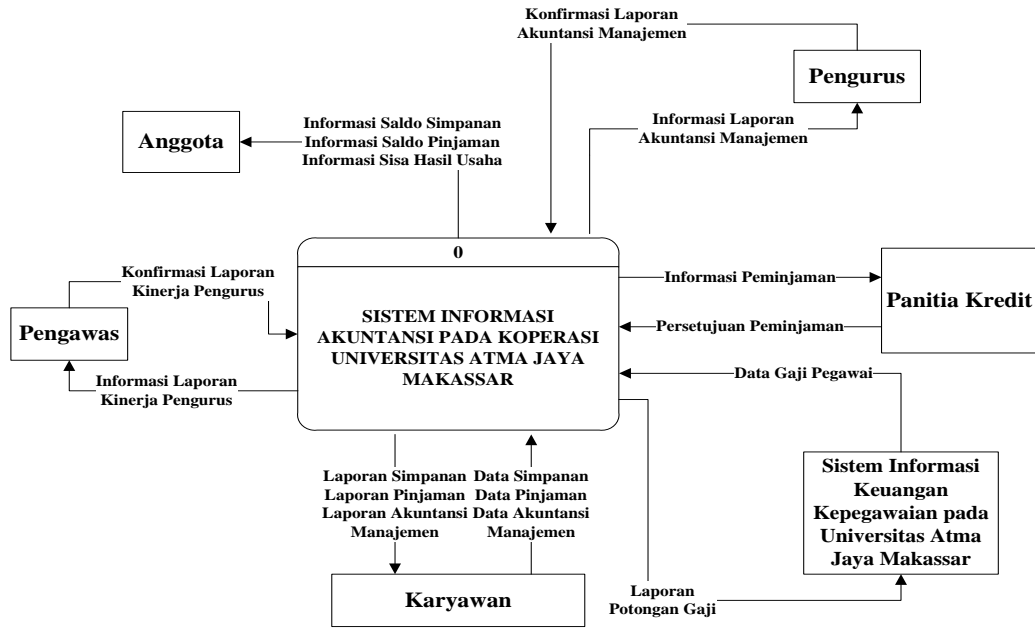 Konfirmasi Laporan
Akuntansi Manajemen
Pengurus
Informasi Laporan
Akuntansi Manajemen
Anggota
Informasi Saldo Simpanan
Informasi Saldo Pinjaman
Informasi Sisa Hasil Usaha
0
SISTEM INFORMASI
AKUNTANSI PADA KOPERASI
UNIVERSITAS ATMA JAYA
MAKASSAR
Konfirmasi Laporan
Kinerja Pengurus
Pengawas
Informasi Laporan
Kinerja Pengurus
Informasi Peminjaman
Panitia Kredit
Persetujuan Peminjaman
Data Gaji Pegawai
Sistem Informasi
Keuangan
Kepegawaian pada
Universitas Atma
Jaya Makassar
Laporan
Potongan Gaji
Laporan Simpanan
Laporan Pinjaman
Laporan Akuntansi
Manajemen
Data Simpanan
Data Pinjaman
Data Akuntansi
Manajemen
Karyawan